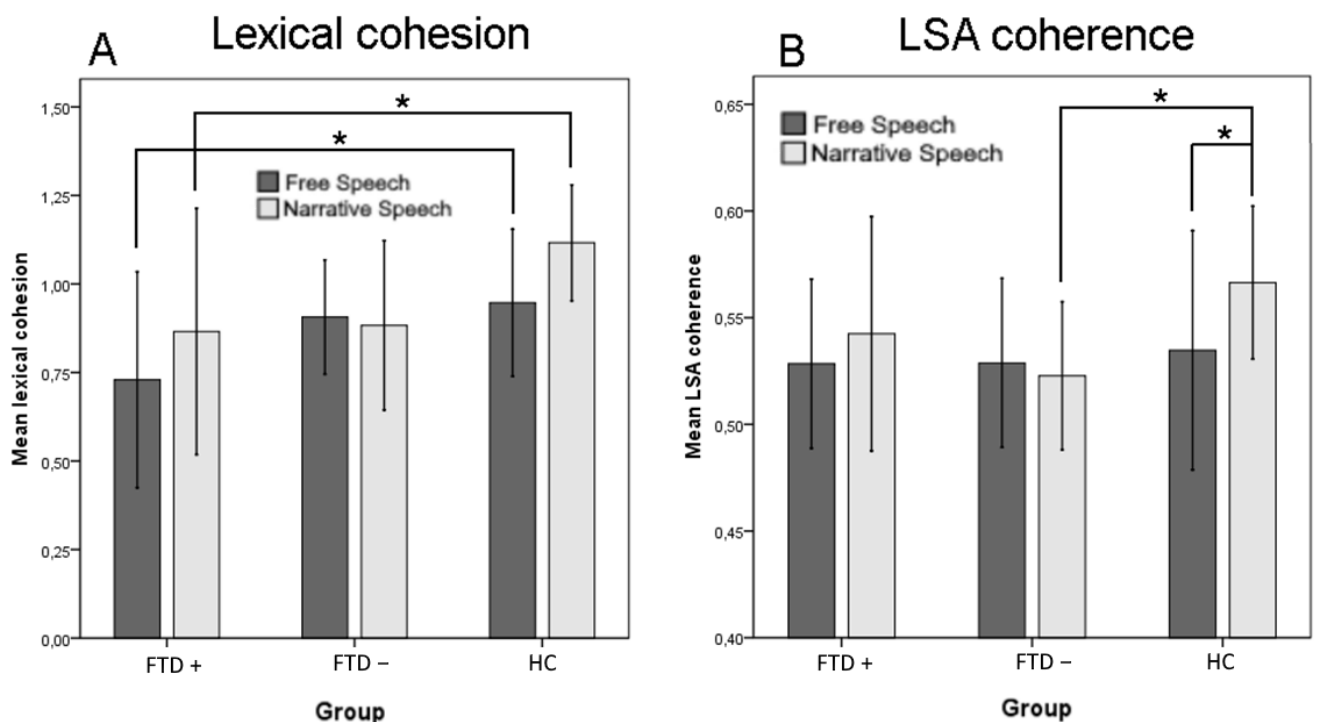 A
Lexical cohesion
1,50
1,25
1,00
0,75
0,50
0,25
0,00
Mean lexical cohesion
*
*
Free Speech
Narrative Speech
FTD +
FTD –
HC
Group
B
LSA coherence
0,65
0,60
0,55
0,50
0,45
0,40
Mean LSA coherence
*
*
Free Speech
Narrative Speech
FTD +
FTD –
HC
Group